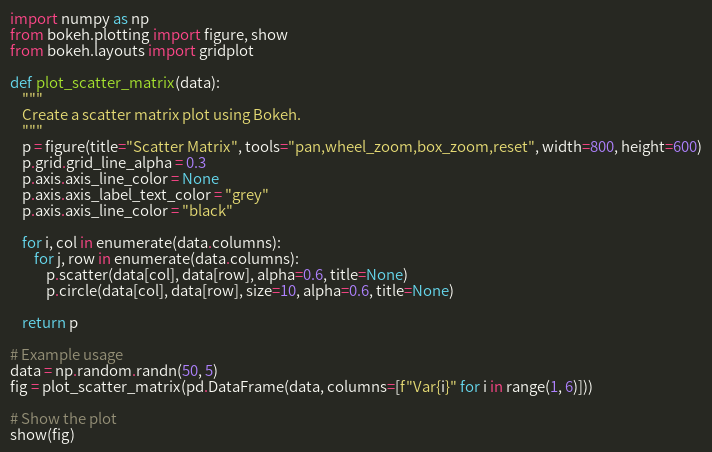 import numpy as np
from bokeh.plotting import figure, show
from bokeh.layouts import gridplot

def plot_scatter_matrix(data):
    """
    Create a scatter matrix plot using Bokeh.
    """
    p = figure(title="Scatter Matrix", tools="pan,wheel_zoom,box_zoom,reset", width=800, height=600)
    p.grid.grid_line_alpha = 0.3
    p.axis.axis_line_color = None
    p.axis.axis_label_text_color = "grey"
    p.axis.axis_line_color = "black"

    for i, col in enumerate(data.columns):
        for j, row in enumerate(data.columns):
            p.scatter(data[col], data[row], alpha=0.6, title=None)
            p.circle(data[col], data[row], size=10, alpha=0.6, title=None)

    return p

# Example usage
data = np.random.randn(50, 5)
fig = plot_scatter_matrix(pd.DataFrame(data, columns=[f"Var{i}" for i in range(1, 6)]))

# Show the plot
show(fig)